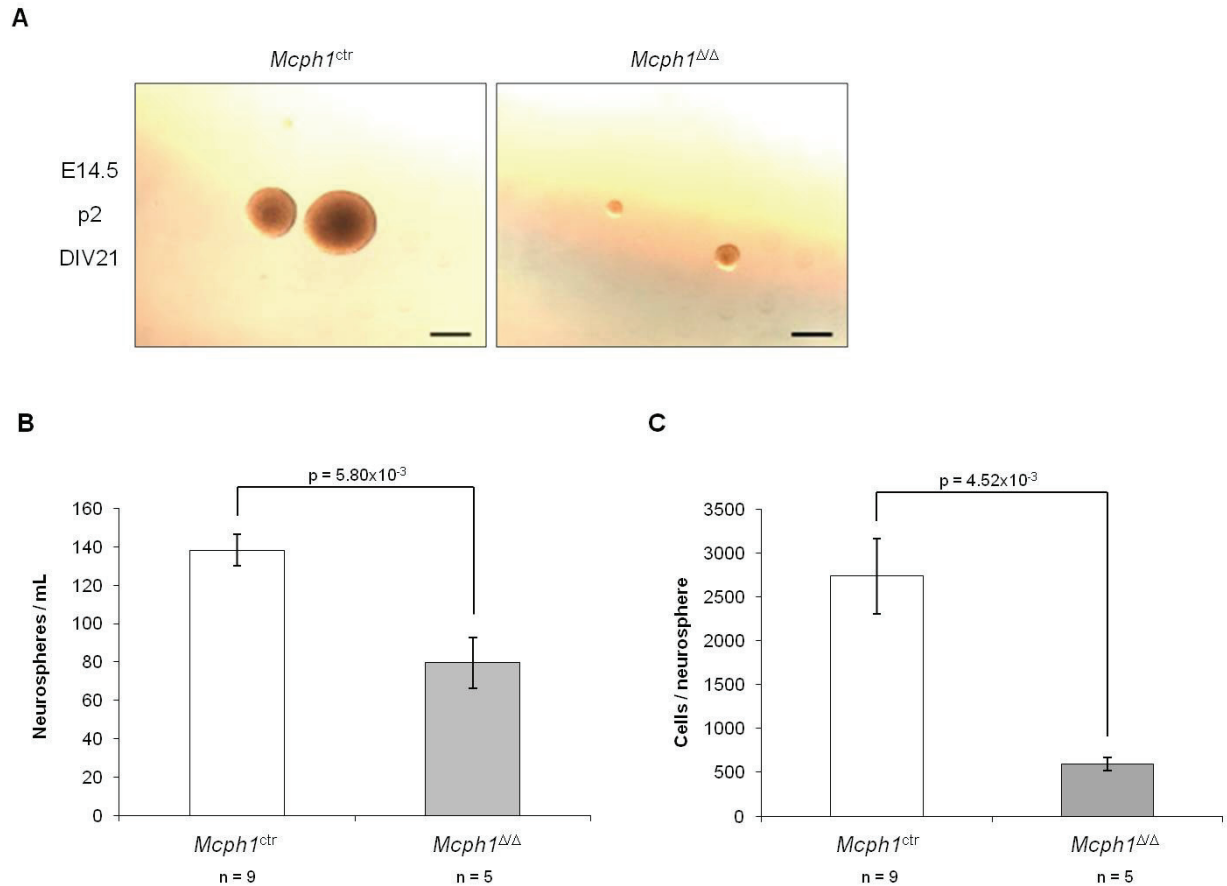 A
Mcph1ctr
Mcph1Δ/Δ
E14.5
p2
DIV21
B
p = 5.80x10-3
Neurospheres / mL
160
140
120
100
80
60
40
20
0
Mcph1ctr
Mcph1Δ/Δ
n = 9
n = 5
C
p = 4.52x10-3
Cells / neurosphere
3500
3000
2500
2000
1500
1000
500
0
Mcph1ctr
Mcph1Δ/Δ
n = 9
n = 5